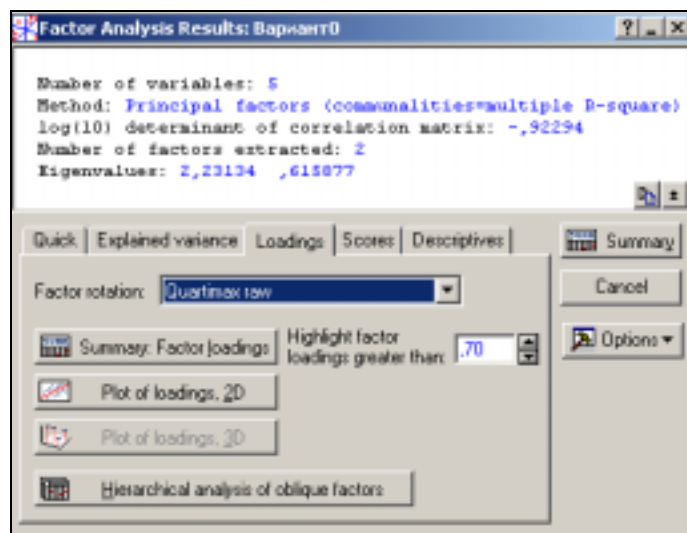 Factor Analysis Results: Вариант0
Number of variables: 5
Method: Principal factors (communalities=multiple R-square)
log(10) determinant of correlation matrix: -,92294
Number of factors extracted: 2
Eigenvalues: 2,23134 ,615877
Quick Explained variance Loadings Scores Descriptives
Summary
Factor rotation: Quartimax raw
Cancel
Summary: Factor loadings
Highlight factor
loadings greater than: ,70
Options
Plot of loadings, 2D
Plot of loadings, 3D
Hierarchical analysis of oblique factors